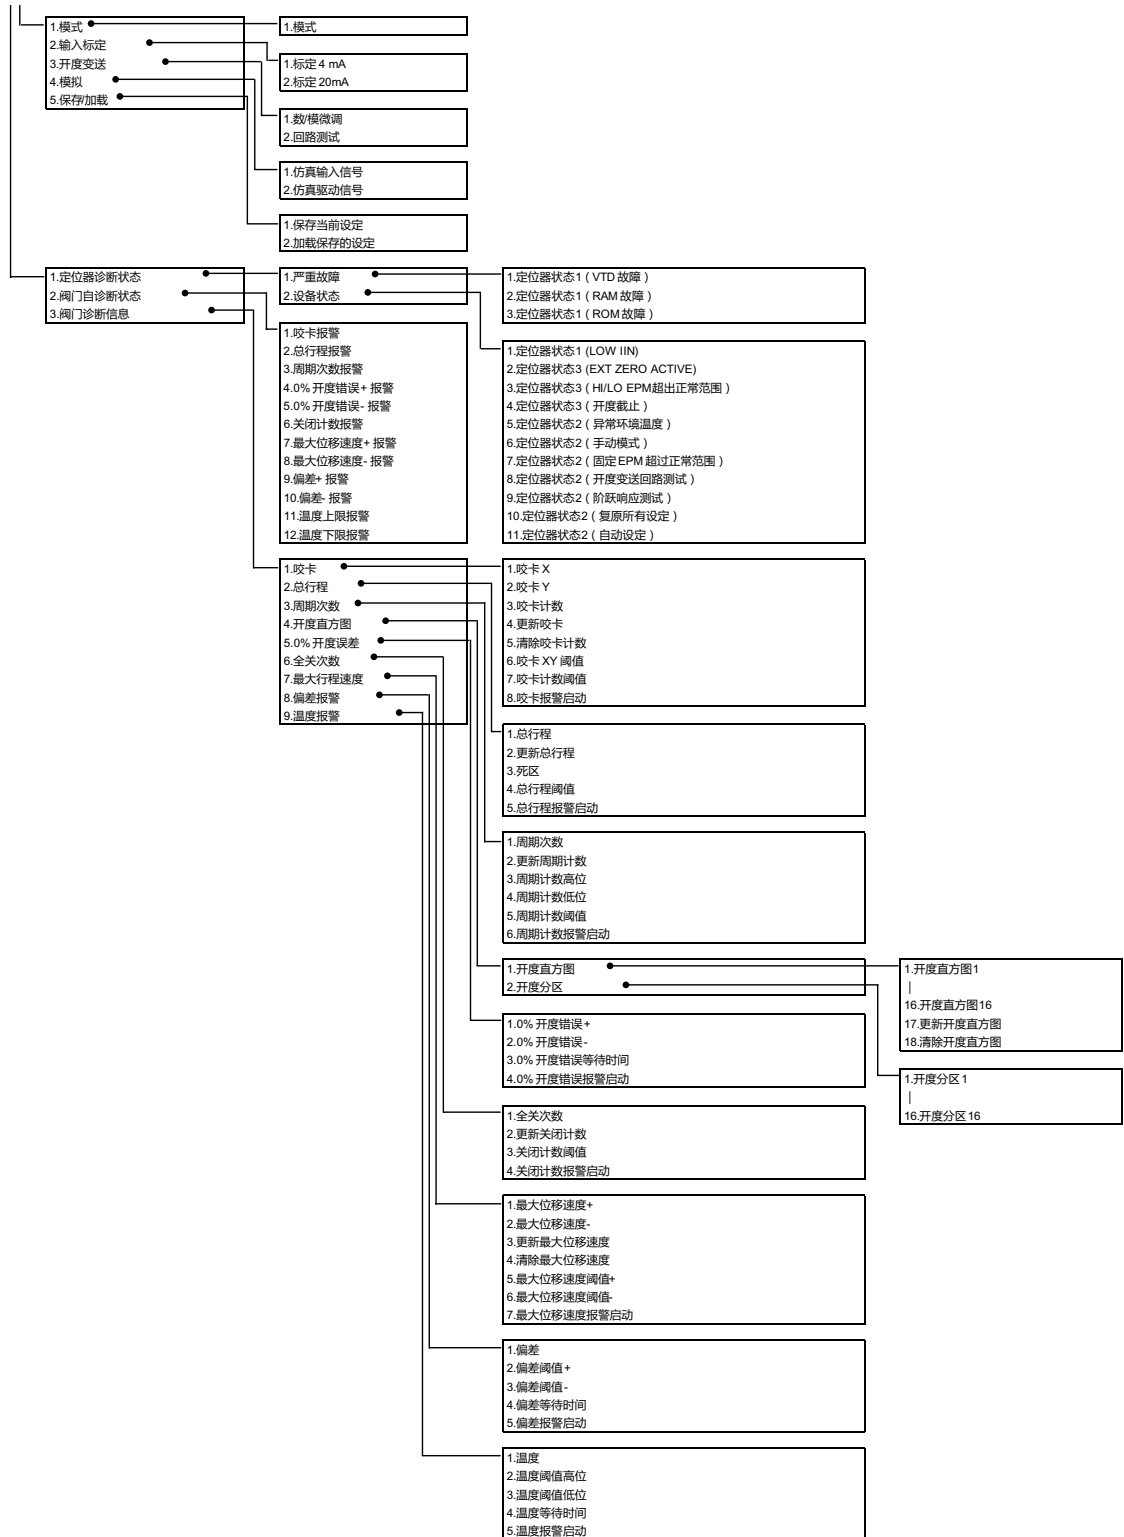 1.模式
2.输入标定
3.开度变送
4.模拟
5.保存/加载
1.模式
1.标定 4 mA
2.标定 20mA
1.数/模微调
2.回路测试
1.仿真输入信号
2.仿真驱动信号
1.保存当前设定
2.加载保存的设定
1.定位器诊断状态
2.阀门自诊断状态
3.阀门诊断信息
1.严重故障
2.设备状态
1.定位器状态1 ( VTD 故障 )
2.定位器状态1 ( RAM 故障 )
3.定位器状态1 ( ROM 故障 )
1.咬卡报警
2.总行程报警
3.周期次数报警
4.0% 开度错误+ 报警
5.0% 开度错误- 报警
6.关闭计数报警
7.最大位移速度+ 报警
8.最大位移速度- 报警
9.偏差+ 报警
10.偏差- 报警
11.温度上限报警
12.温度下限报警
1.定位器状态1 (LOW IIN)
2.定位器状态3 (EXT ZERO ACTIVE)
3.定位器状态3 ( HI/LO EPM超出正常范围 )
4.定位器状态3 ( 开度截止 )
5.定位器状态2 ( 异常环境温度 )
6.定位器状态2 ( 手动模式 )
7.定位器状态2 ( 固定 EPM 超过正常范围 )
8.定位器状态2 ( 开度变送回路测试 )
9.定位器状态2 ( 阶跃响应测试 )
10.定位器状态2 ( 复原所有设定 )
11.定位器状态2 ( 自动设定 )
1.咬卡
2.总行程
3.周期次数
4.开度直方图
5.0% 开度误差
6.全关次数
7.最大行程速度
8.偏差报警
9.温度报警
1.咬卡 X
2.咬卡 Y
3.咬卡计数
4.更新咬卡
5.清除咬卡计数
6.咬卡 XY 阈值
7.咬卡计数阈值
8.咬卡报警启动
1.总行程
2.更新总行程
3.死区
4.总行程阈值
5.总行程报警启动
1.周期次数
2.更新周期计数
3.周期计数高位
4.周期计数低位
5.周期计数阈值
6.周期计数报警启动
1.开度直方图
2.开度分区
1.开度直方图1
|
16.开度直方图16
17.更新开度直方图
18.清除开度直方图
1.0% 开度错误+
2.0% 开度错误-
3.0% 开度错误等待时间
4.0% 开度错误报警启动
1.开度分区 1
|
16.开度分区 16
1.全关次数
2.更新关闭计数
3.关闭计数阈值
4.关闭计数报警启动
1.最大位移速度+
2.最大位移速度-
3.更新最大位移速度
4.清除最大位移速度
5.最大位移速度阈值+
6.最大位移速度阈值-
7.最大位移速度报警启动
1.偏差
2.偏差阈值+
3.偏差阈值-
4.偏差等待时间
5.偏差报警启动
1.温度
2.温度阈值高位
3.温度阈值低位
4.温度等待时间
5.温度报警启动